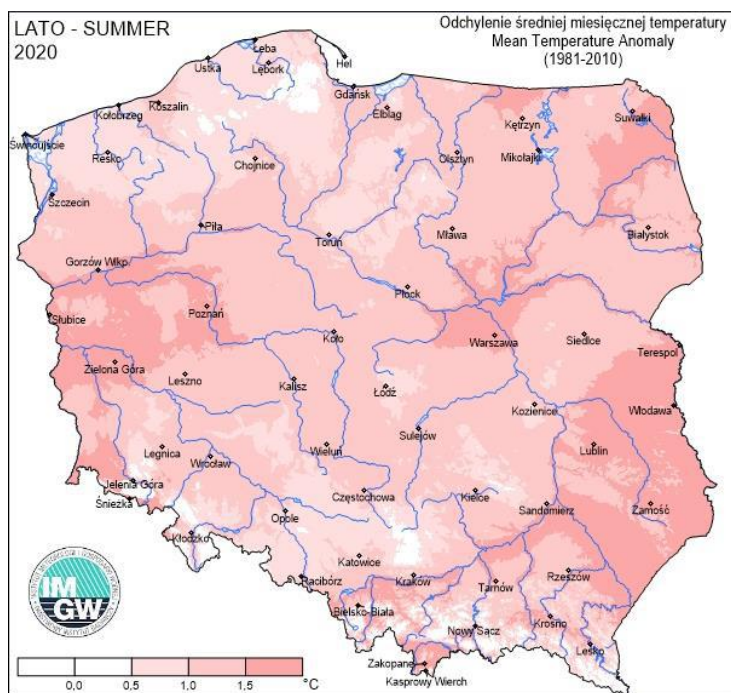 LATO - SUMMER
2020
Odchylenie średniej miesięcznej temperatury
Mean Temperature Anomaly
(1981-2010)
Łeba
Ustka
Lębork
Hel
Gdańsk
Kołobrzeg
Koszalin
Elbląg
Kętrzyn
Suwałki
Świnoujście
Resko
Chojnice
Olsztyn
Mikołajki
Szczecin
Piła
Toruń
Mława
Białystok
Gorzów Wlkp.
Płock
Słubice
Poznań
Koło
Warszawa
Siedlce
Terespol
Zielona Góra
Leszno
Kalisz
Łódź
Kozienice
Włodawa
Sulejów
Legnica
Wrocław
Wieluń
Lublin
Jelenia Góra
Śnieżka
Częstochowa
Kielce
Sandomierz
Zamość
Opole
Kłodzko
Katowice
Racibórz
Kraków
Tarnów
Rzeszów
Bielsko-Biała
Nowy Sącz
Krosno
Lesko
Zakopane
Kasprowy Wierch
IM
GW
0,0 0,5 1,0 1,5 °C